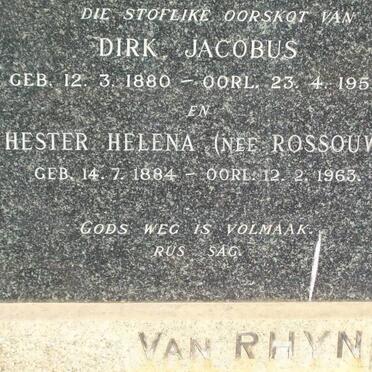 DIE STOFLIKE OORSKOT VAN
DIRK JACOBUS
GEB. 12. 3. 1880 — OORL. 23. 4. 195
EN
HESTER HELENA (NEE ROSSOUW
GEB. 14. 7. 1884 — OORL: 12. 2. 1963.
GODS WEG IS VOLMAAK.
RUS SAG.
VAN RHYN